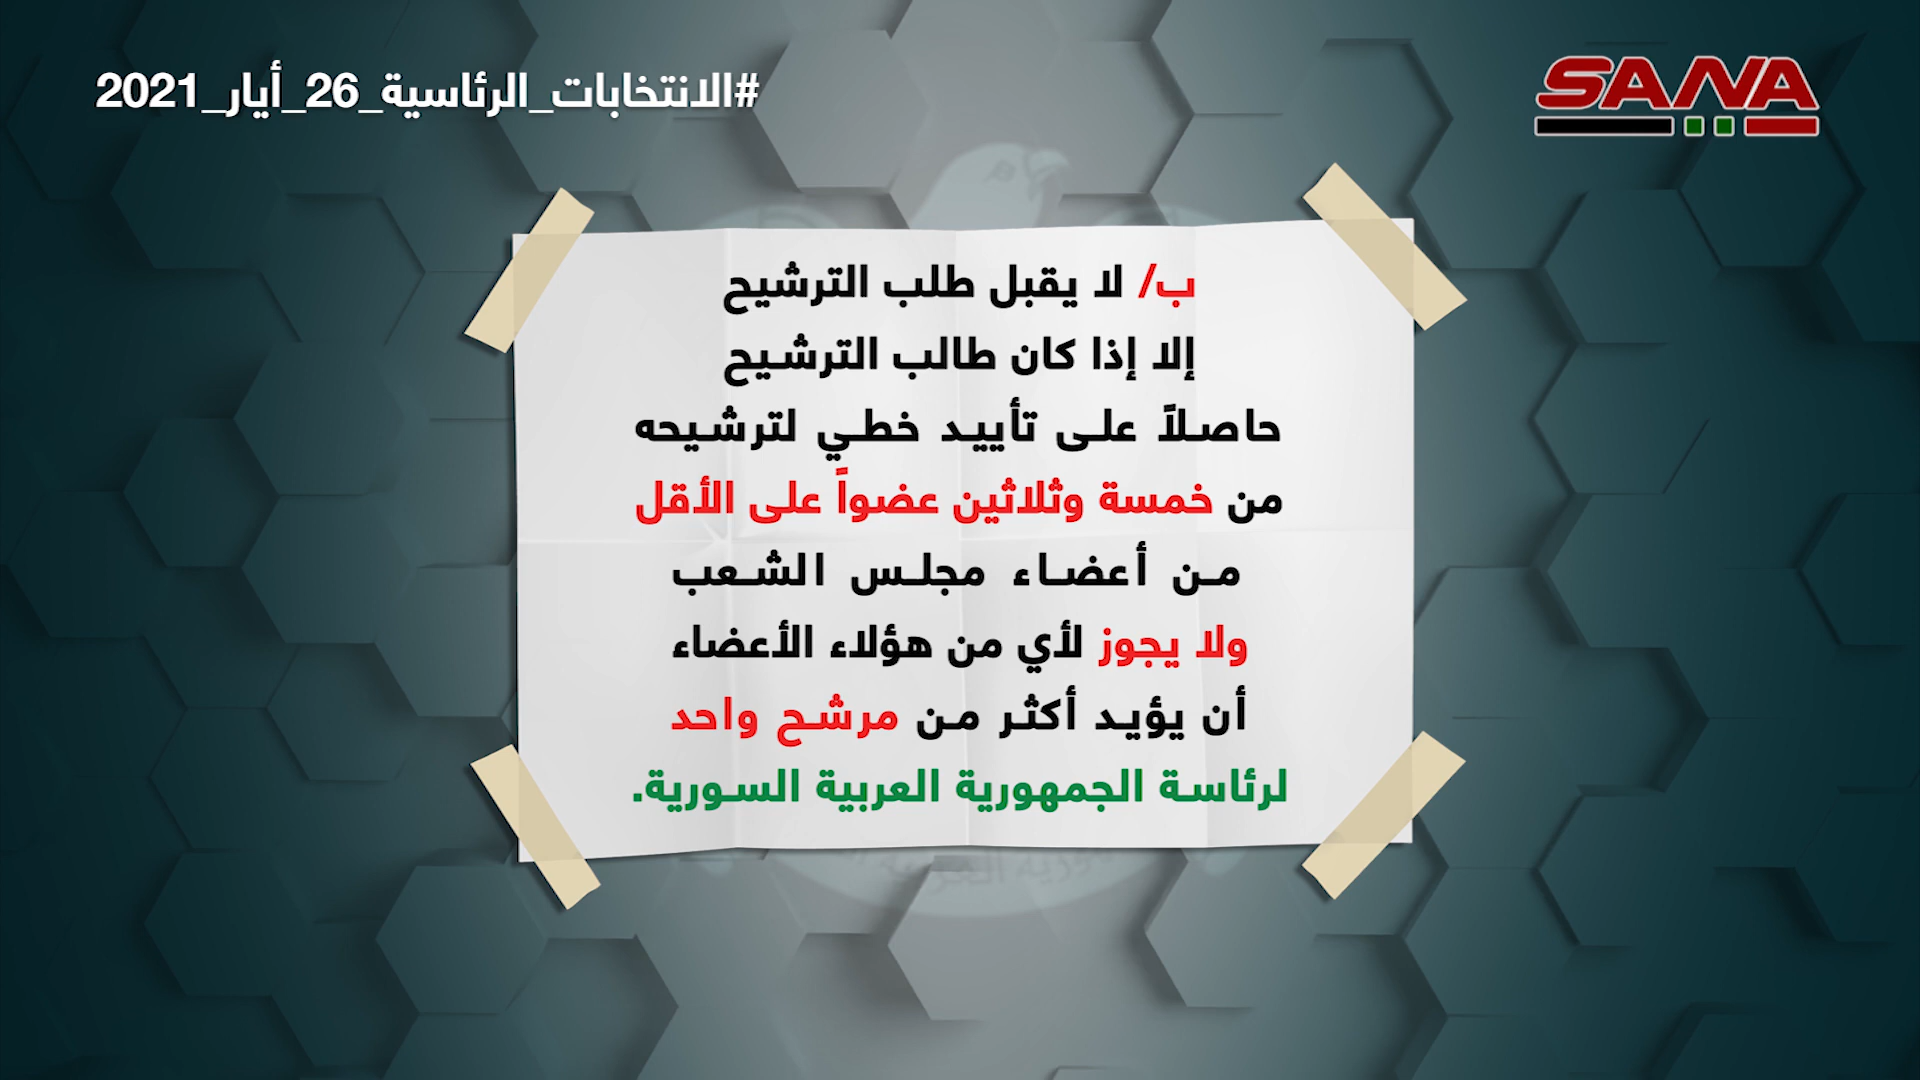 #الانتخابات_الرئاسية_26_أيار_2021
SANA
ب/ لا يقبل طلب الترشيح
إلا إذا كان طالب الترشيح
حاصلاً على تأييد خطي لترشيحه
من خمسة وثلاثين عضواً على الأقل
من أعضاء مجلس الشعب
ولا يجوز لأي من هؤلاء الأعضاء
أن يؤيد أكثر من مرشح واحد
لرئاسة الجمهورية العربية السورية.